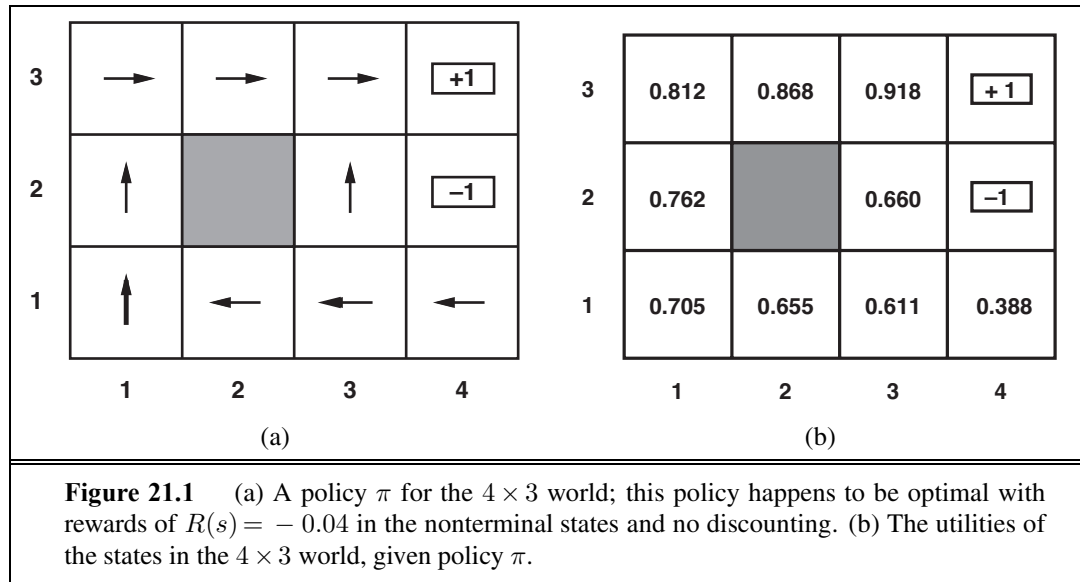 3 +1
2 –1
1
1 2 3 4
(a)
3 0.812 0.868 0.918 + 1
2 0.762 0.660 –1
1 0.705 0.655 0.611 0.388
1 2 3 4
(b)
Figure 21.1 (a) A policy π for the 4 × 3 world; this policy happens to be optimal with
rewards of R(s) = − 0.04 in the nonterminal states and no discounting. (b) The utilities of
the states in the 4 × 3 world, given policy π.